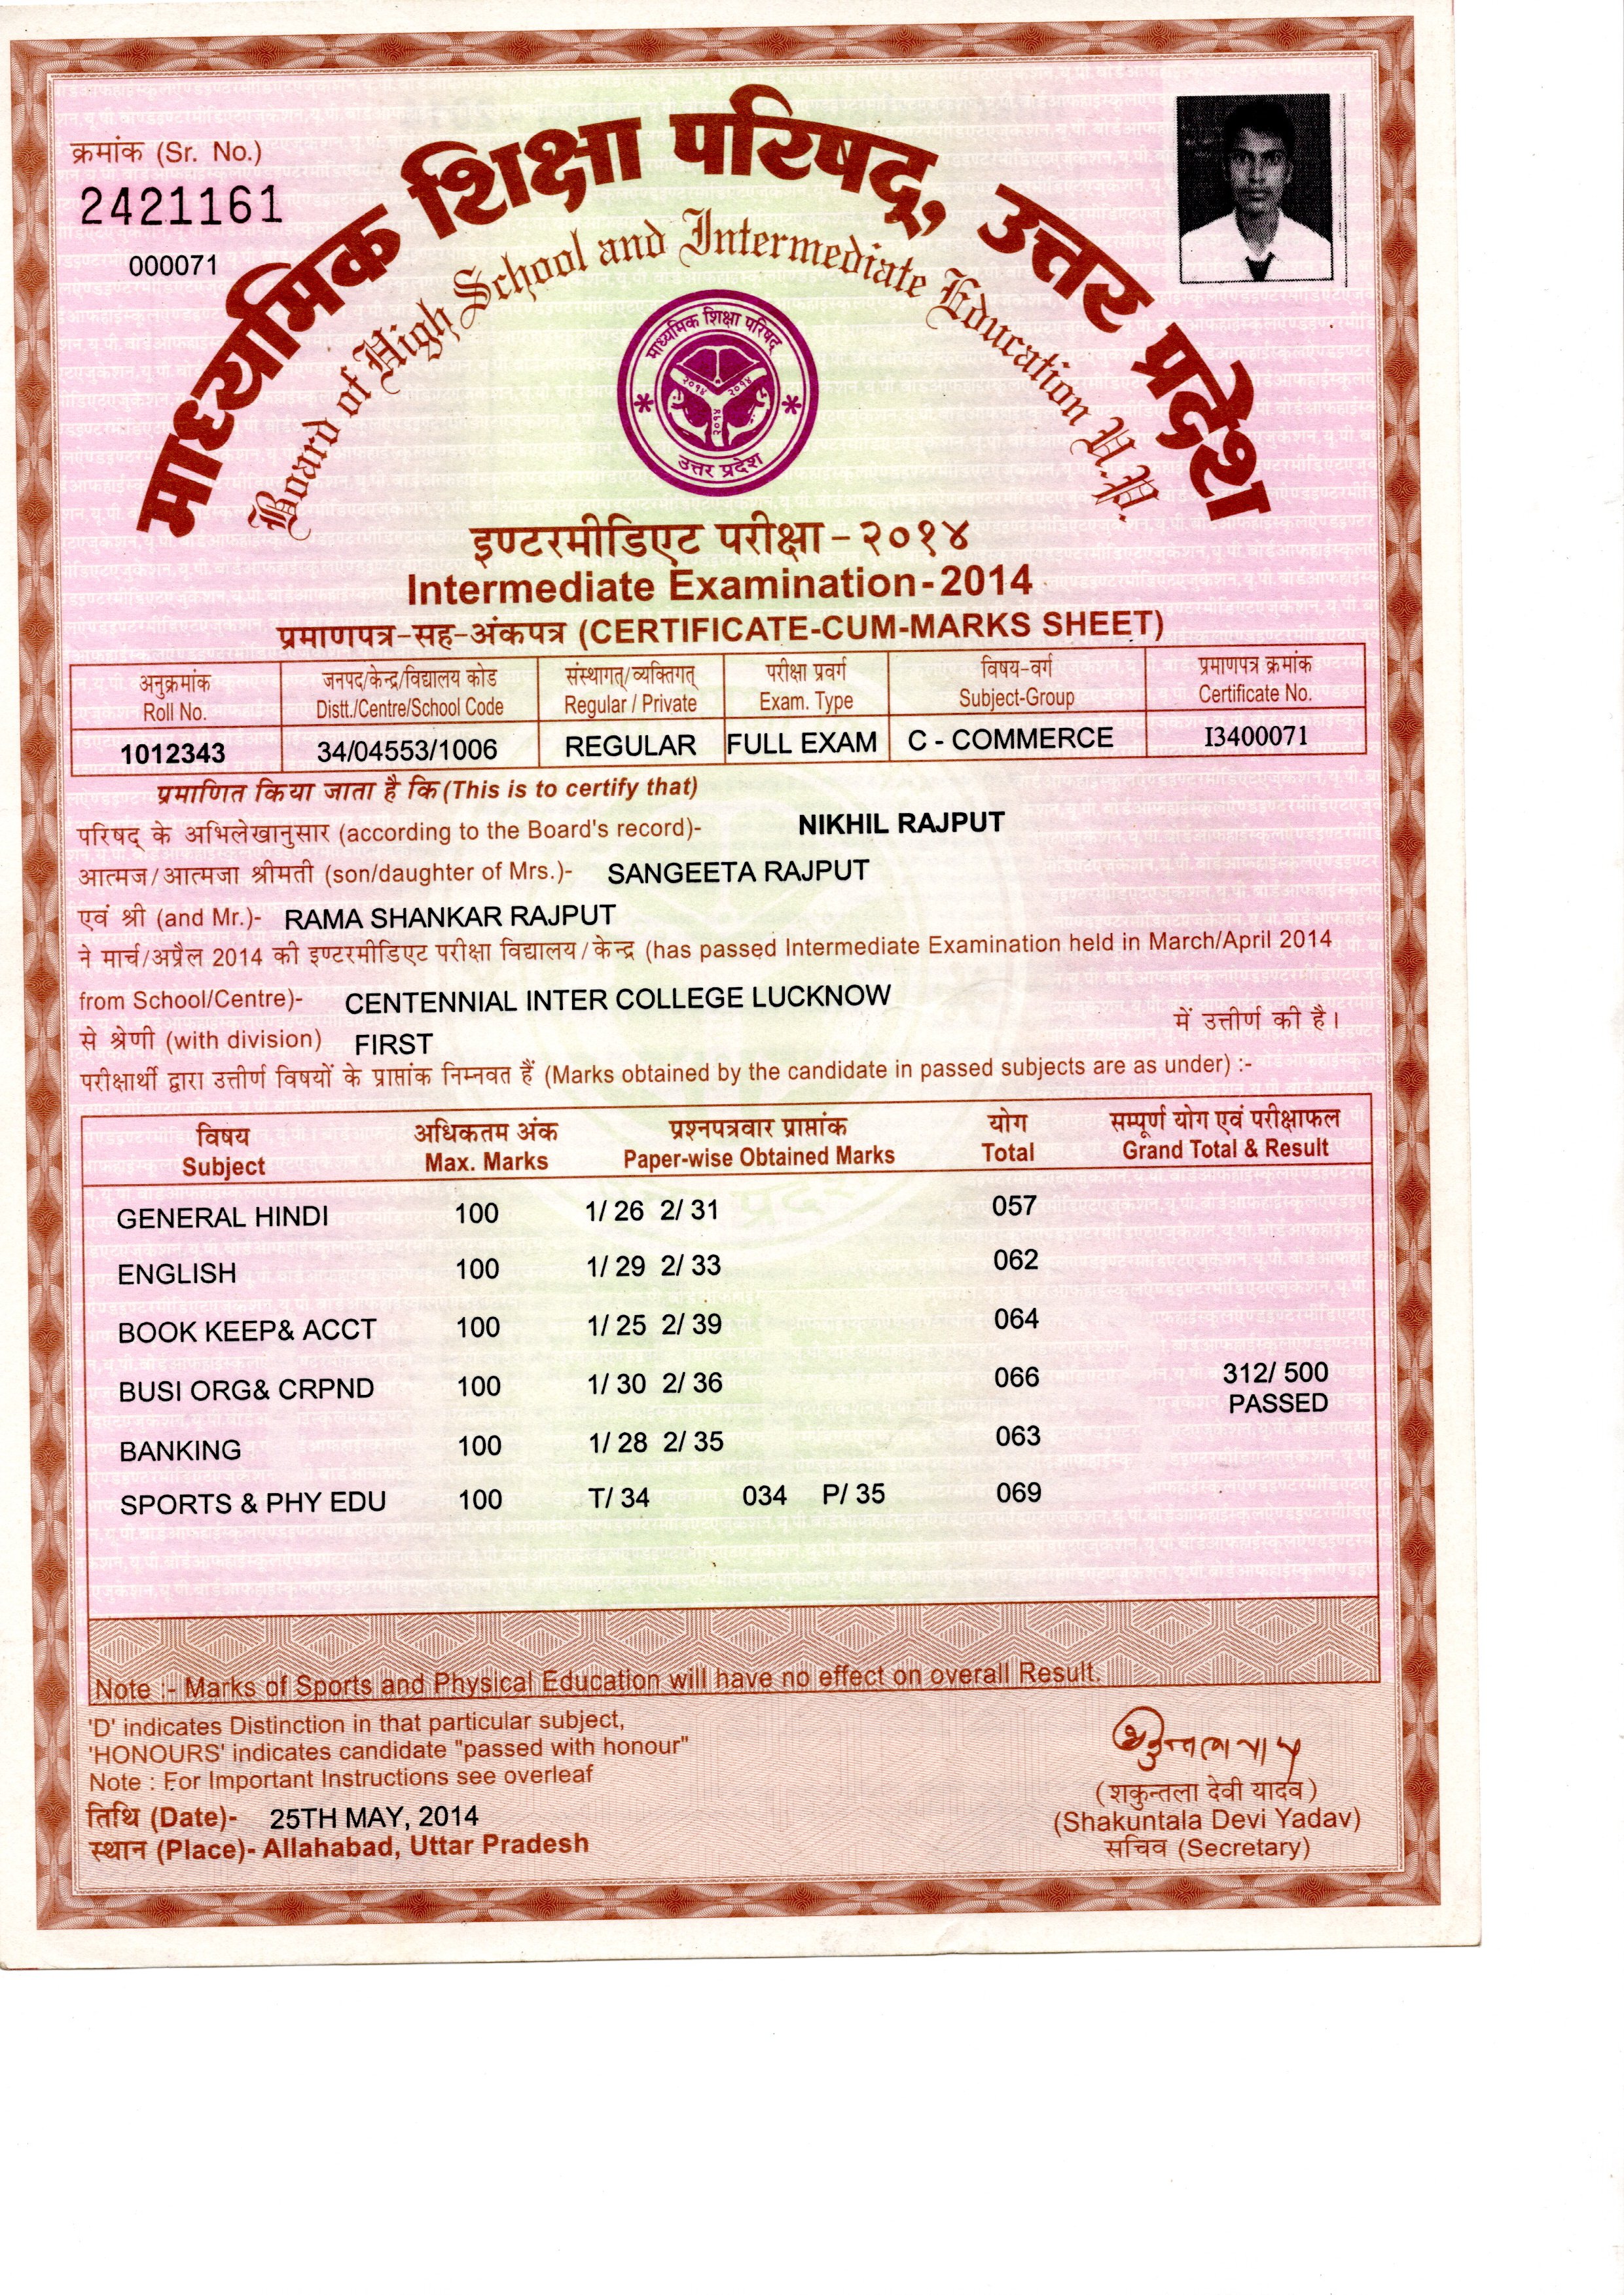 क्रमांक (Sr. No.)
2421161
000071
माध्यमिक शिक्षा परिषद्, उत्तर प्रदेश
Board of High School and Intermediate Education U.P.
माध्यमिक शिक्षा परिषद्
२०१४ २०१४
२०१४
उत्तर प्रदेश
इण्टरमीडिएट परीक्षा - २०१४
Intermediate Examination - 2014
प्रमाणपत्र-सह-अंकपत्र (CERTIFICATE-CUM-MARKS SHEET)
अनुक्रमांक जनपद/केन्द्र/विद्यालय कोड संस्थागत्/व्यक्तिगत् परीक्षा प्रवर्ग विषय-वर्ग प्रमाणपत्र क्रमांक
Roll No. Distt./Centre/School Code Regular / Private Exam. Type Subject-Group Certificate No.
1012343 34/04553/1006 REGULAR FULL EXAM C - COMMERCE I3400071
प्रमाणित किया जाता है कि (This is to certify that)
परिषद् के अभिलेखानुसार (according to the Board's record)- NIKHIL RAJPUT
आत्मज/आत्मजा श्रीमती (son/daughter of Mrs.)- SANGEETA RAJPUT
एवं श्री (and Mr.)- RAMA SHANKAR RAJPUT
ने मार्च/अप्रैल 2014 की इण्टरमीडिएट परीक्षा विद्यालय/केन्द्र (has passed Intermediate Examination held in March/April 2014
from School/Centre)- CENTENNIAL INTER COLLEGE LUCKNOW
से श्रेणी (with division) FIRST में उत्तीर्ण की है।
परीक्षार्थी द्वारा उत्तीर्ण विषयों के प्राप्तांक निम्नवत हैं (Marks obtained by the candidate in passed subjects are as under) :-
विषय अधिकतम अंक प्रश्नपत्रवार प्राप्तांक योग सम्पूर्ण योग एवं परीक्षाफल
Subject Max. Marks Paper-wise Obtained Marks Total Grand Total & Result
GENERAL HINDI 100 1/ 26 2/ 31 057
ENGLISH 100 1/ 29 2/ 33 062
BOOK KEEP& ACCT 100 1/ 25 2/ 39 064
BUSI ORG& CRPND 100 1/ 30 2/ 36 066 312/ 500
PASSED
BANKING 100 1/ 28 2/ 35 063
SPORTS & PHY EDU 100 T/ 34 034 P/ 35 069
Note :- Marks of Sports and Physical Education will have no effect on overall Result.
'D' indicates Distinction in that particular subject,
'HONOURS' indicates candidate "passed with honour"
Note : For Important Instructions see overleaf
तिथि (Date)- 25TH MAY, 2014
स्थान (Place)- Allahabad, Uttar Pradesh
(शकुन्तला देवी यादव)
(Shakuntala Devi Yadav)
सचिव (Secretary)